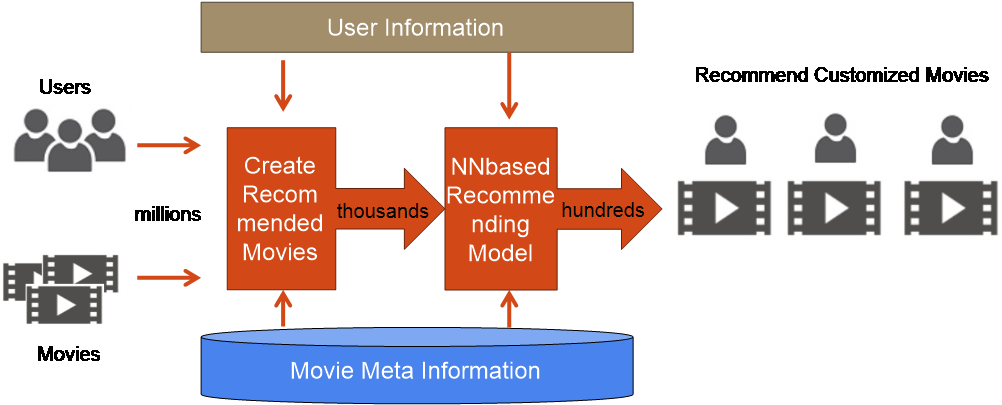 User Information
Users
Recommend Customized Movies
Create
Recom
mended
Movies
NNbased
Recomme
nding
Model
millions
thousands
hundreds
Movies
Movie Meta Information